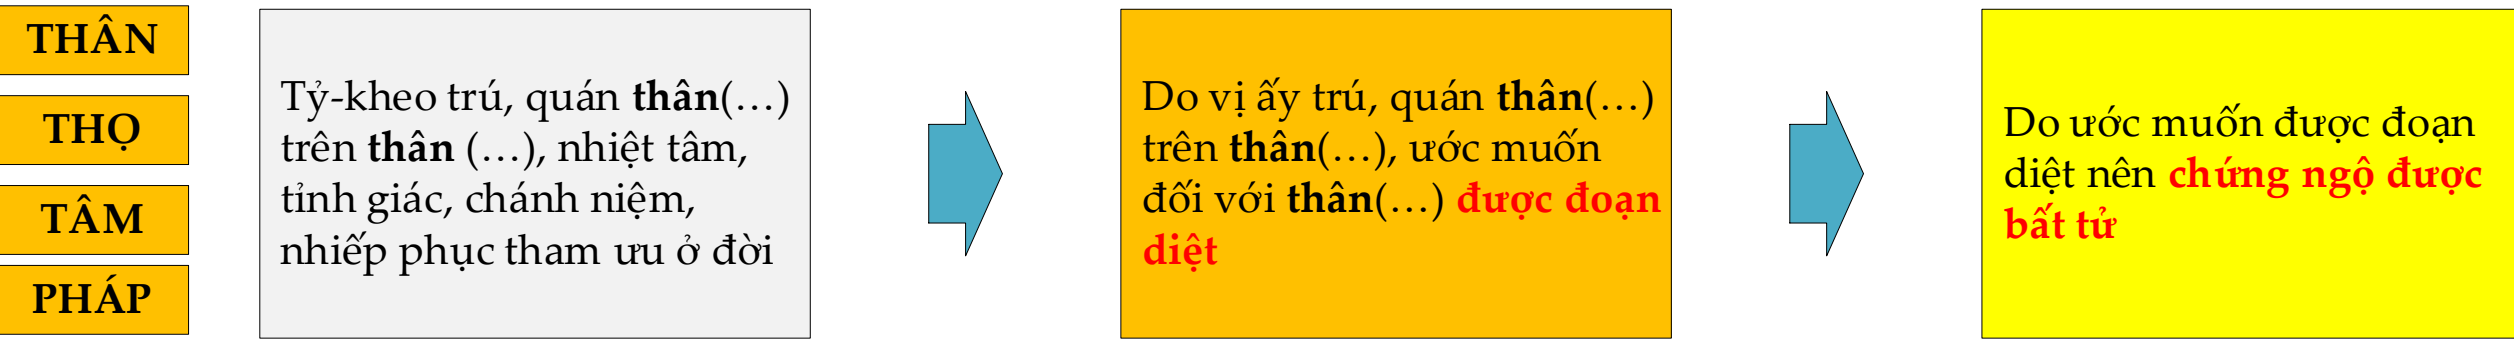 THÂN
THỌ
TÂM
PHÁP
Tỷ-kheo trú, quán thân(…)
trên thân (…), nhiệt tâm,
tỉnh giác, chánh niệm,
nhiếp phục tham ưu ở đời
Do vị ấy trú, quán thân(…)
trên thân(…), ước muốn
đối với thân(…) được đoạn
diệt
Do ước muốn được đoạn
diệt nên chứng ngộ được
bất tử